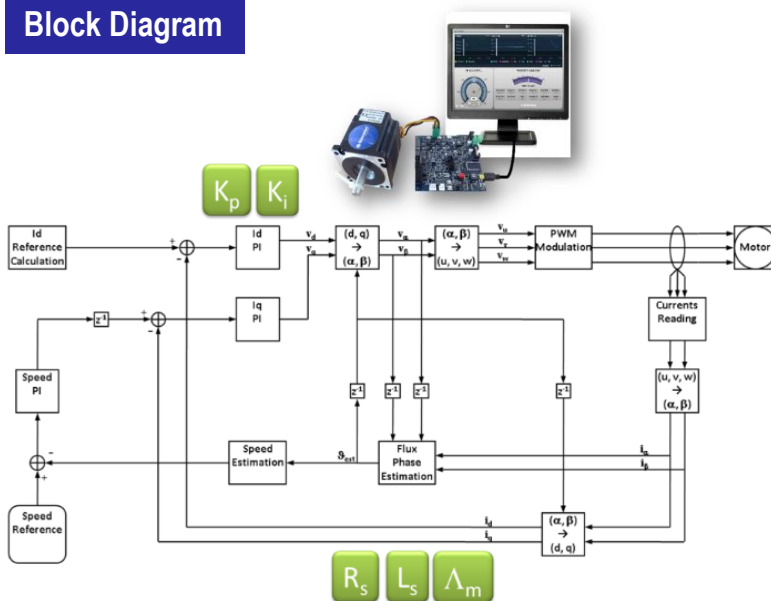 Block Diagram
Kp
Ki
Id
Reference
Calculation
+
-
Id
PI
vd
vq
(d, q)
→
(α, β)
vα
vβ
(α, β)
→
(u, v, w)
vu
vv
vw
PWM
Modulation
Motor
z-1
+
-
Iq
PI
Currents
Reading
Speed
PI
z-1
z-1
z-1
z-1
(u, v, w)
→
(α, β)
-
+
Speed
Estimation
ϑest
Flux
Phase
Estimation
iα
iβ
Speed
Reference
id
iq
(α, β)
→
(d, q)
Rs
Ls
Λm